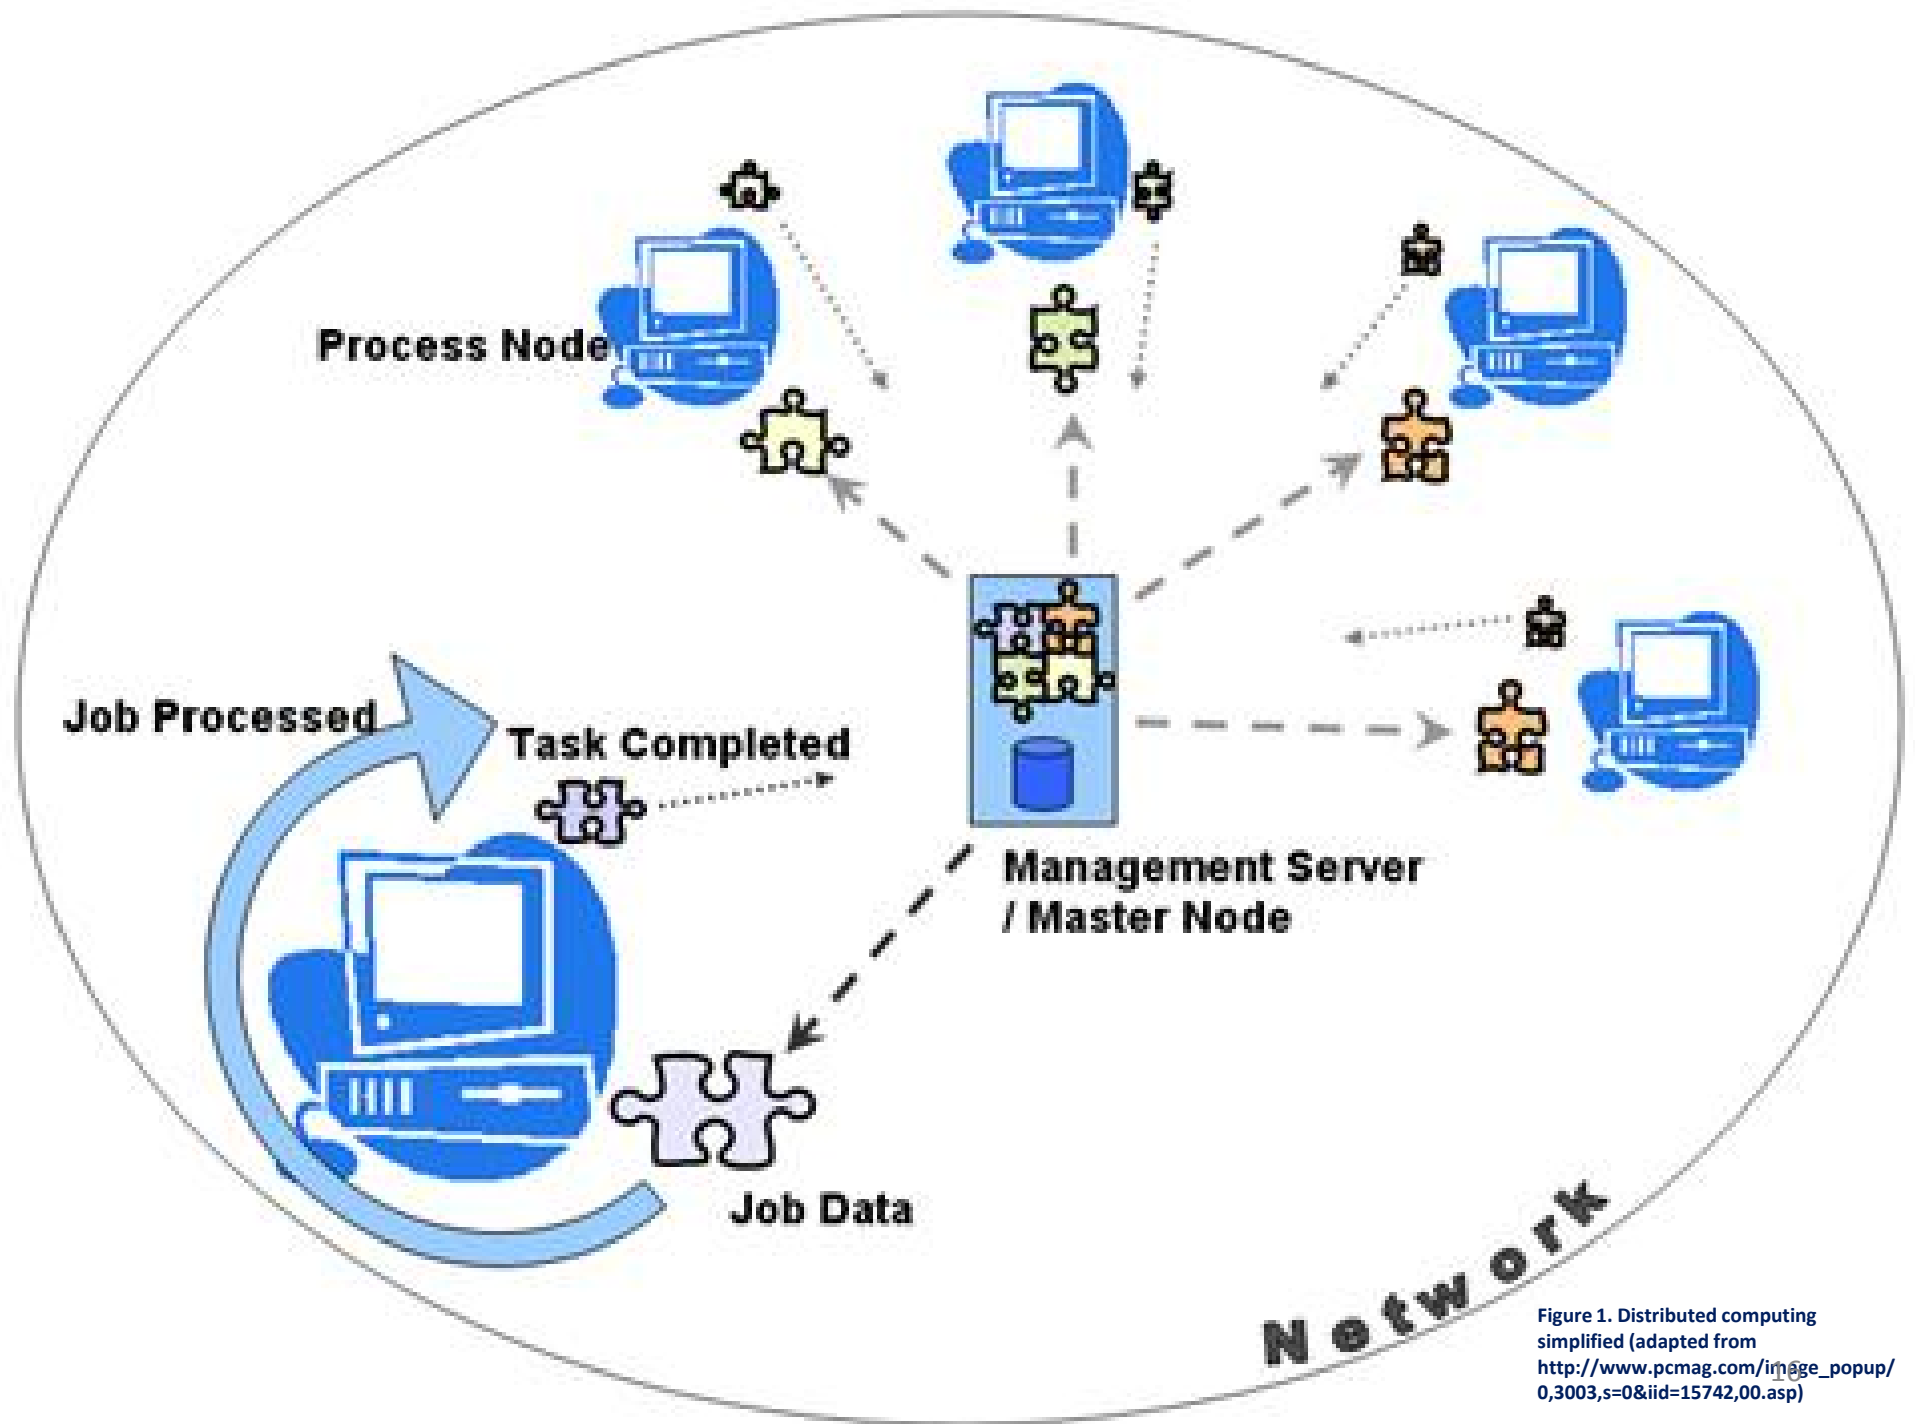 Process Node
Job Processed
Task Completed
Management Server
/ Master Node
Job Data
Network
Figure 1. Distributed computing
simplified (adapted from
http://www.pcmag.com/image_popup/
0,3003,s=0&iid=15742,00.asp)
16